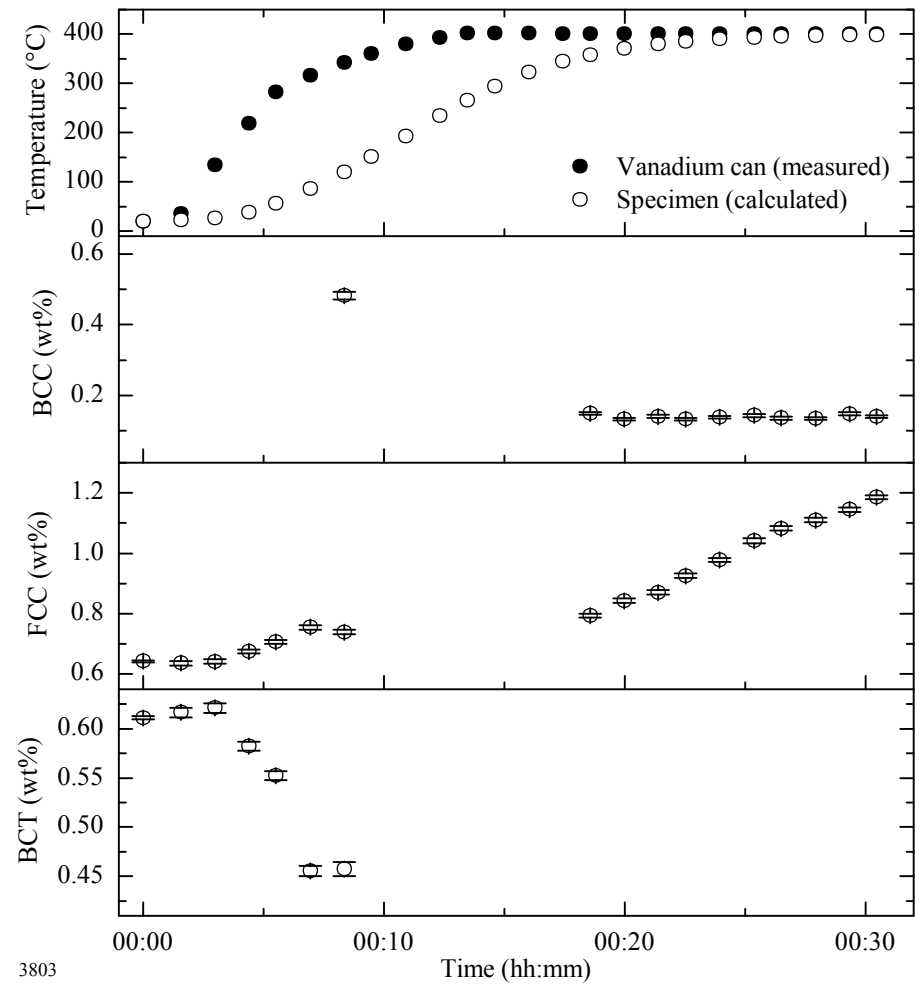 400
300
200
100
0
Temperature (°C)
Vanadium can (measured)
Specimen (calculated)
0.6
0.4
0.2
BCC (wt%)
1.2
1.0
0.8
0.6
FCC (wt%)
0.60
0.55
0.50
0.45
BCT (wt%)
00:00 00:10 00:20 00:30
Time (hh:mm)
3803